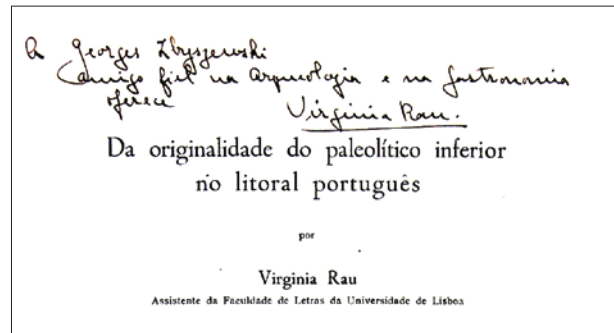 A Georges Zbyszewski
amigo fiel na arqueologia e na gastronomia
oferece
Virginia Rau.
Da originalidade do paleolítico inferior
no litoral português
por
Virginia Rau
Assistente da Faculdade de Letras da Universidade de Lisboa